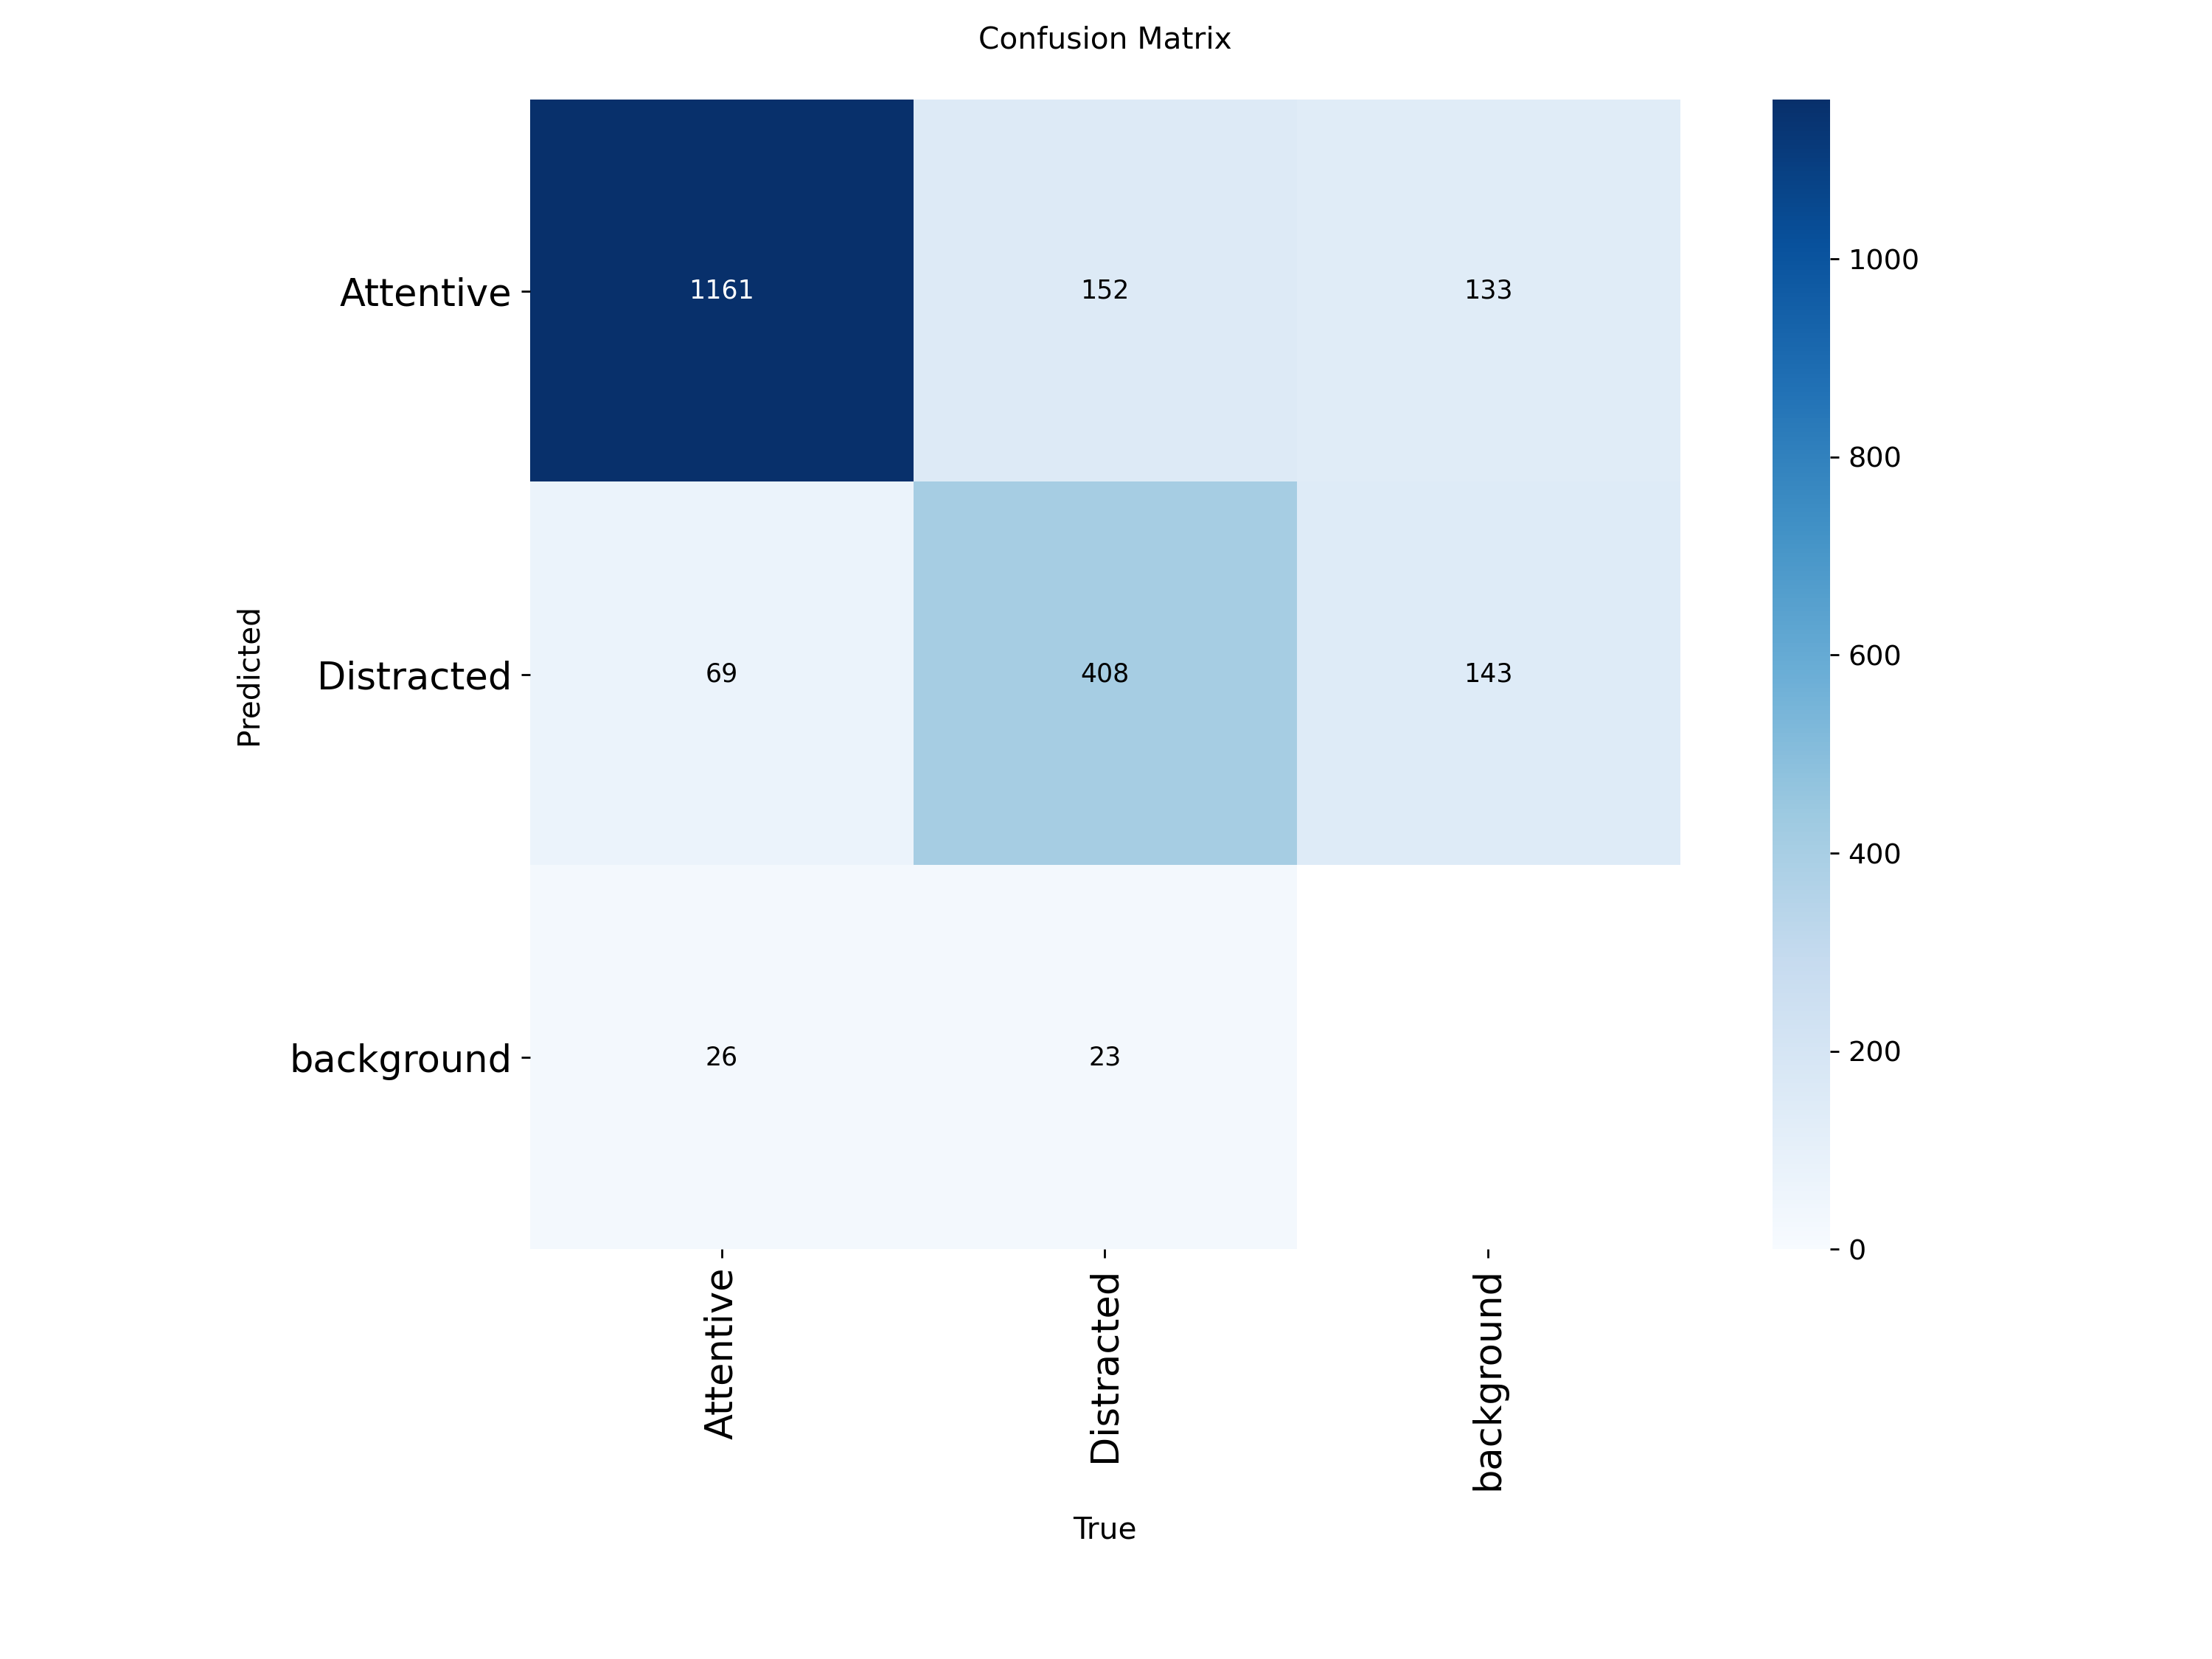 Confusion Matrix
Attentive 1161 152 133
Distracted 69 408 143
background 26 23
Attentive Distracted background
Predicted
True
1000
800
600
400
200
0